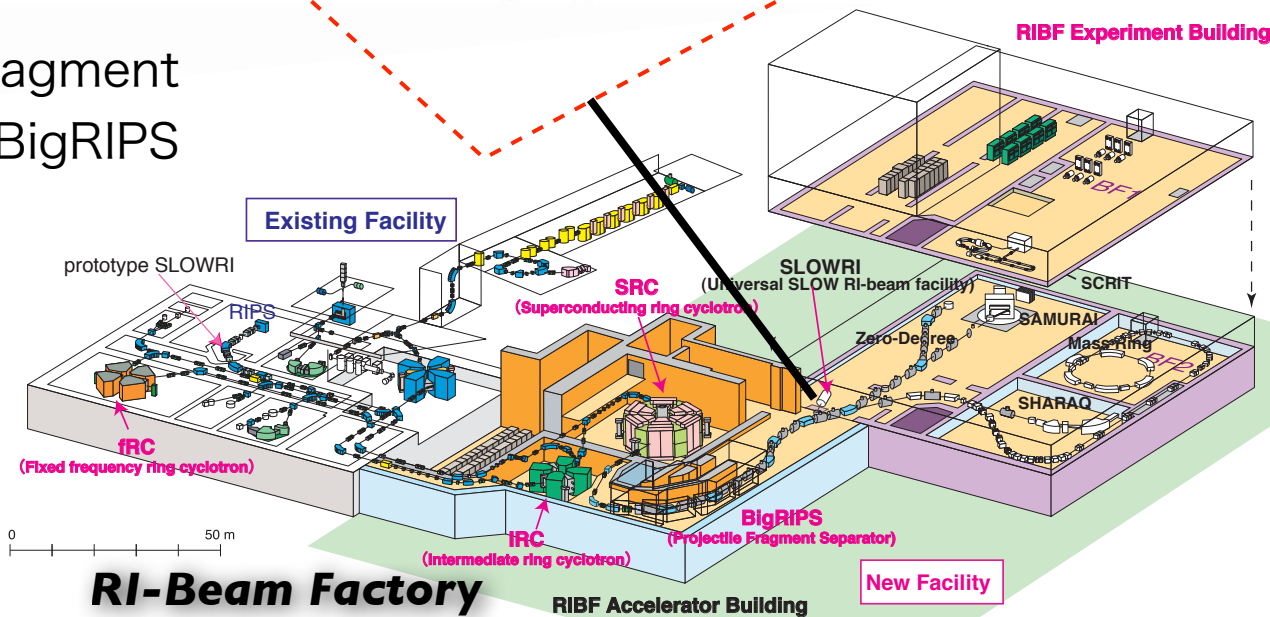 agment
BigRIPS
RIBF Experiment Building
Existing Facility
prototype SLOWRI
RIPS
SRC
(Superconducting ring cyclotron)
SLOWRI
(Universal SLOW RI-beam facility)
BF1
SCRIT
SAMURAI
Zero-Degree
Mass Ring
BF2
SHARAQ
fRC
(Fixed frequency ring cyclotron)
IRC
(Intermediate ring cyclotron)
BigRIPS
(Projectile Fragment Separator)
0 50 m
New Facility
RI-Beam Factory
RIBF Accelerator Building